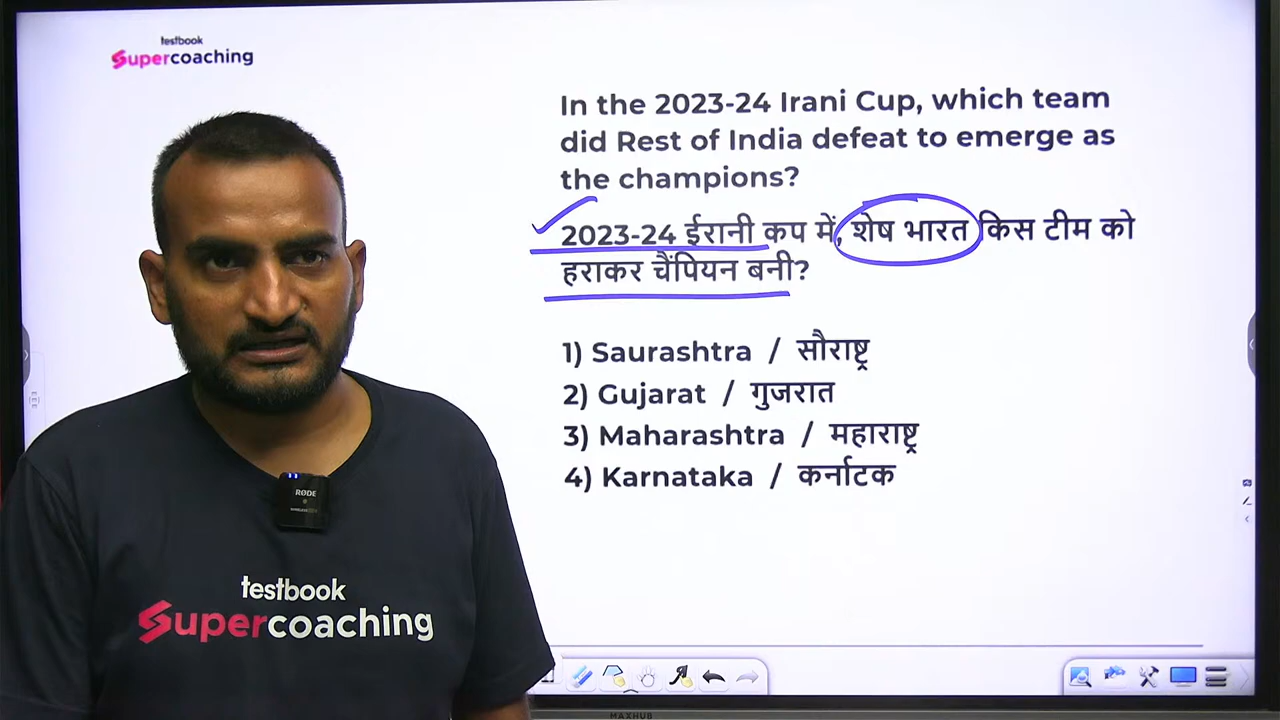 testbook
Supercoaching
In the 2023-24 Irani Cup, which team
did Rest of India defeat to emerge as
the champions?
2023-24 ईरानी कप में, शेष भारत किस टीम को
हराकर चैंपियन बनी?
1) Saurashtra / सौराष्ट्र
2) Gujarat / गुजरात
3) Maharashtra / महाराष्ट्र
4) Karnataka / कर्नाटक
RØDE
testbook
Supercoaching
MAXHUB